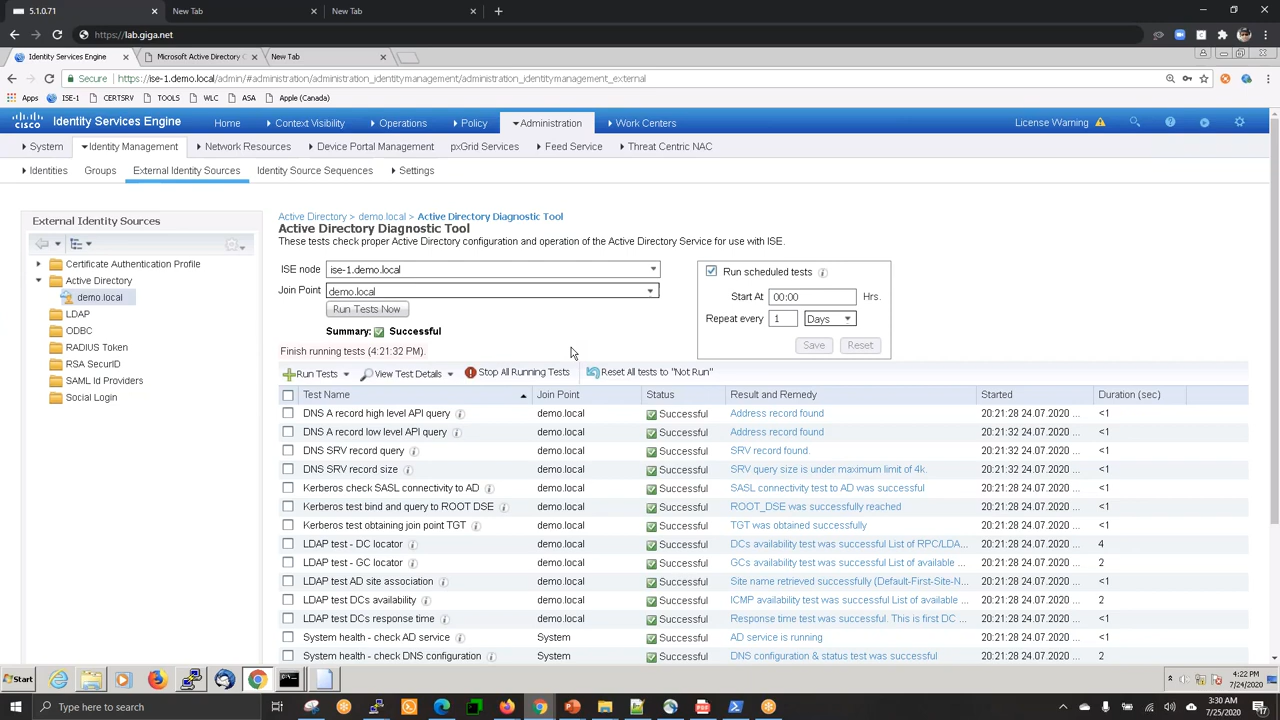 5.1.0.71
New Tab
New Tab
https://lab.giga.net
Identity Services Engine
Microsoft Active Directory C
New Tab
Secure
https://ise-1.demo.local/admin/#administration/administration_identitymanagement/administration_identitymanagement_external
Apps
ISE-1
CERTSRV
TOOLS
WLC
ASA
Apple (Canada)
CISCO
Identity Services Engine
Home
Context Visibility
Operations
Policy
Administration
Work Centers
License Warning
System
Identity Management
Network Resources
Device Portal Management
pxGrid Services
Feed Service
Threat Centric NAC
Identities
Groups
External Identity Sources
Identity Source Sequences
Settings
External Identity Sources
Certificate Authentication Profile
Active Directory
demo.local
LDAP
ODBC
RADIUS Token
RSA SecurID
SAML Id Providers
Social Login
Active Directory > demo.local > Active Directory Diagnostic Tool
Active Directory Diagnostic Tool
These tests check proper Active Directory configuration and operation of the Active Directory Service for use with ISE.
ISE node ise-1.demo.local
Join Point demo.local
Run Tests Now
Summary: Successful
Finish running tests (4:21:32 PM).
Run scheduled tests
Start At 00:00 Hrs.
Repeat every 1 Days
Save Reset
Run Tests View Test Details Stop All Running Tests Reset All tests to "Not Run"
Test Name Join Point Status Result and Remedy Started Duration (sec)
DNS A record high level API query demo.local Successful Address record found 20:21:28 24.07.2020 ... <1
DNS A record low level API query demo.local Successful Address record found 20:21:32 24.07.2020 ... <1
DNS SRV record query demo.local Successful SRV record found. 20:21:32 24.07.2020 ... <1
DNS SRV record size demo.local Successful SRV query size is under maximum limit of 4k. 20:21:32 24.07.2020 ... <1
Kerberos check SASL connectivity to AD demo.local Successful SASL connectivity test to AD was successful 20:21:28 24.07.2020 ... <1
Kerberos test bind and query to ROOT DSE demo.local Successful ROOT_DSE was successfully reached 20:21:28 24.07.2020 ... <1
Kerberos test obtaining join point TGT demo.local Successful TGT was obtained successfully 20:21:28 24.07.2020 ... <1
LDAP test - DC locator demo.local Successful DCs availability test was successful List of RPC/LDA... 20:21:28 24.07.2020 ... 4
LDAP test - GC locator demo.local Successful GCs availability test was successful List of available ... 20:21:28 24.07.2020 ... 2
LDAP test AD site association demo.local Successful Site name retrieved successfully (Default-First-Site-N... 20:21:28 24.07.2020 ... <1
LDAP test DCs availability demo.local Successful ICMP availability test was successful List of available ... 20:21:28 24.07.2020 ... 2
LDAP test DCs response time demo.local Successful Response time test was successful. This is first DC ... 20:21:28 24.07.2020 ... <1
System health - check AD service System Successful AD service is running 20:21:28 24.07.2020 ... <1
System health - check DNS configuration System Successful DNS configuration & status test was successful 20:21:28 24.07.2020 ... 2
Start
4:22 PM
7/24/2020
Type here to search
3:30 AM
7/25/2020